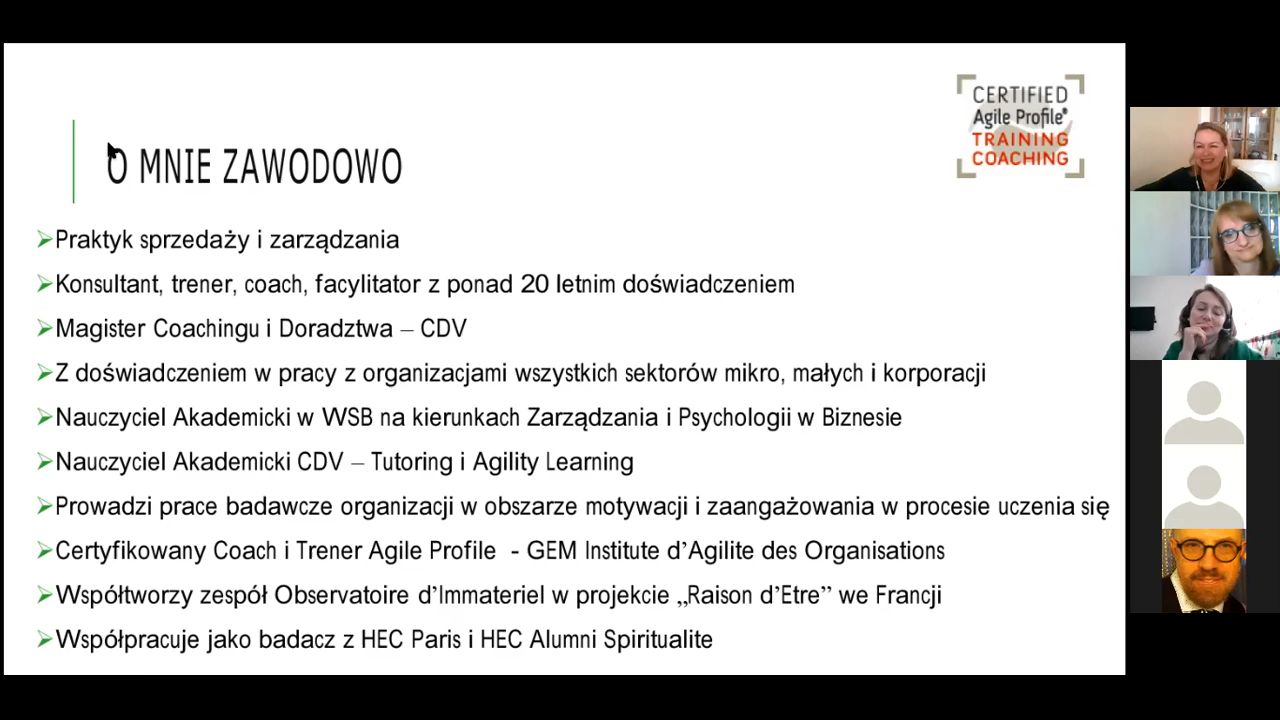 CERTIFIED
Agile Profile®
TRAINING
COACHING
O MNIE ZAWODOWO
Praktyk sprzedaży i zarządzania
Konsultant, trener, coach, facylitator z ponad 20 letnim doświadczeniem
Magister Coachingu i Doradztwa – CDV
Z doświadczeniem w pracy z organizacjami wszystkich sektorów mikro, małych i korporacji
Nauczyciel Akademicki w WSB na kierunkach Zarządzania i Psychologii w Biznesie
Nauczyciel Akademicki CDV – Tutoring i Agility Learning
Prowadzi prace badawcze organizacji w obszarze motywacji i zaangażowania w procesie uczenia się
Certyfikowany Coach i Trener Agile Profile - GEM Institute d’Agilite des Organisations
Współtworzy zespół Observatoire d’Immateriel w projekcie „Raison d’Etre” we Francji
Współpracuje jako badacz z HEC Paris i HEC Alumni Spiritualite